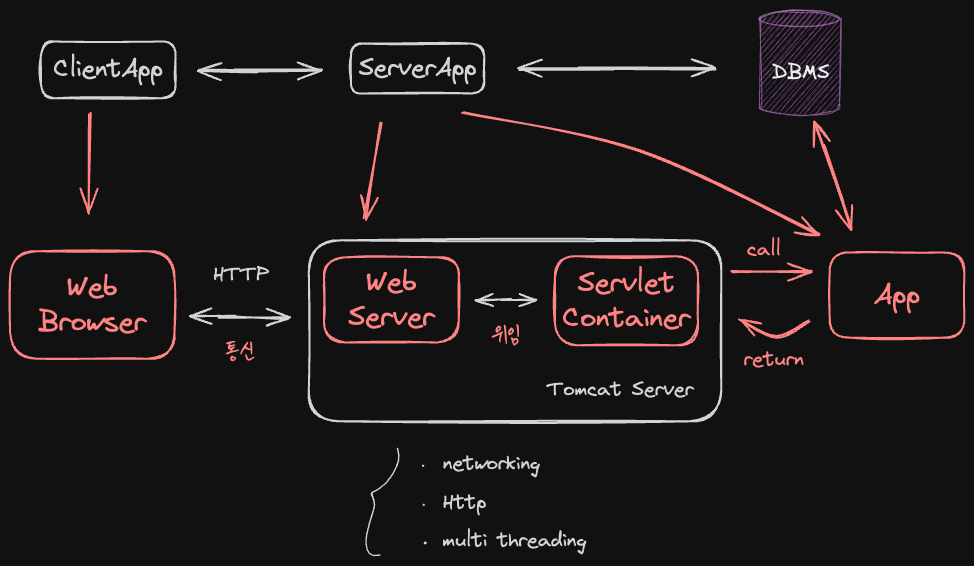 ClientApp
ServerApp
DBMS
Web
Browser
HTTP
통신
Web
Server
위임
Servlet
Container
Tomcat Server
call
return
App
· networking
· Http
· multi threading